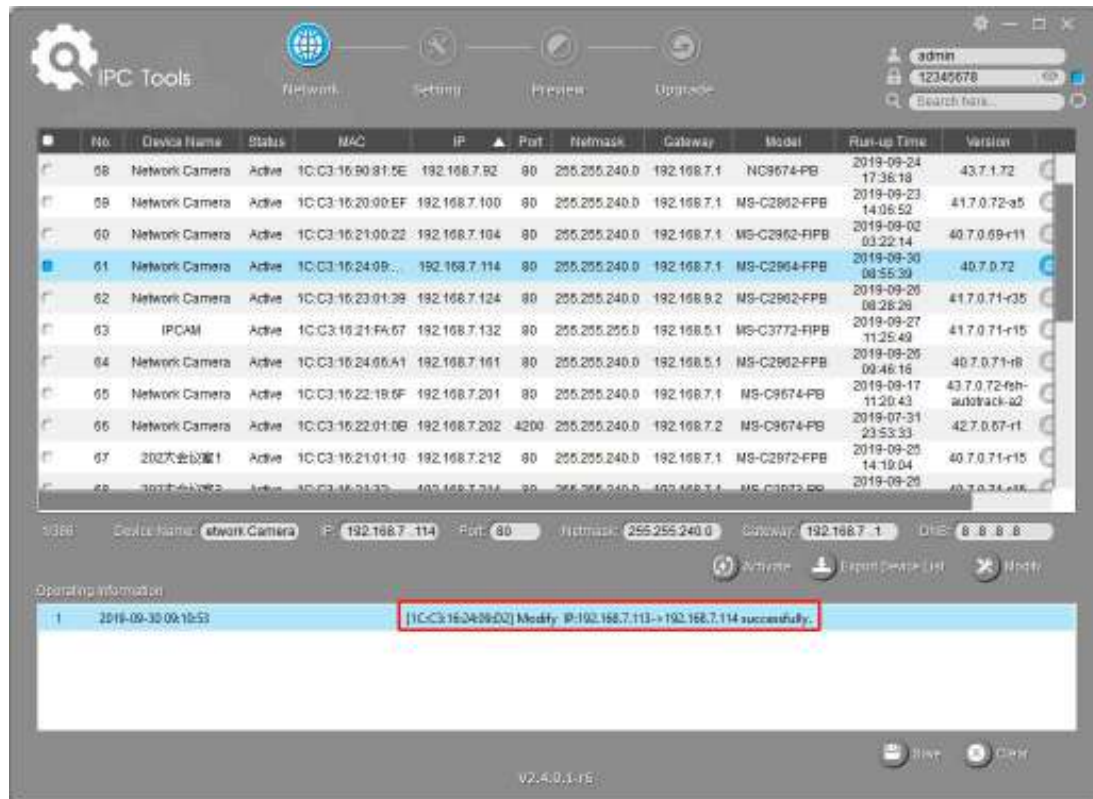 IPC Tools
Network Setting Preview Upgrade
admin
12345678
Search here...
No. Device Name Status MAC IP Port Netmask Gateway Model Run-up Time Version
58 Network Camera Active 1C:C3:16:90:81:5E 192.168.7.92 80 255.255.240.0 192.168.7.1 NC9674-PB 2019-09-24 17:36:18 43.7.1.72
59 Network Camera Active 1C:C3:16:20:00:EF 192.168.7.100 80 255.255.240.0 192.168.7.1 MS-C2862-FPB 2019-09-23 14:06:52 41.7.0.72-a5
60 Network Camera Active 1C:C3:16:21:00:22 192.168.7.104 80 255.255.240.0 192.168.7.1 MS-C2962-FIPB 2019-09-02 03:22:14 40.7.0.69-r11
61 Network Camera Active 1C:C3:16:24:09:... 192.168.7.114 80 255.255.240.0 192.168.7.1 MS-C2964-FPB 2019-09-30 08:55:39 40.7.0.72
62 Network Camera Active 1C:C3:16:23:01:39 192.168.7.124 80 255.255.240.0 192.168.9.2 MS-C2962-FPB 2019-09-26 08:28:26 41.7.0.71-r35
63 IPCAM Active 1C:C3:16:21:FA:67 192.168.7.132 80 255.255.255.0 192.168.5.1 MS-C3772-FIPB 2019-09-27 11:25:49 41.7.0.71-r15
64 Network Camera Active 1C:C3:16:24:66:A1 192.168.7.161 80 255.255.240.0 192.168.5.1 MS-C2962-FPB 2019-09-26 09:46:16 40.7.0.71-r8
65 Network Camera Active 1C:C3:16:22:19:6F 192.168.7.201 80 255.255.240.0 192.168.7.1 MS-C9674-PB 2019-09-17 11:20:43 43.7.0.72-fsh-autotrack-a2
66 Network Camera Active 1C:C3:16:22:01:0B 192.168.7.202 4200 255.255.240.0 192.168.7.2 MS-C9674-PB 2019-07-31 23:53:33 42.7.0.67-r1
67 202大会议室1 Active 1C:C3:16:21:01:10 192.168.7.212 80 255.255.240.0 192.168.7.1 MS-C2972-FPB 2019-09-25 14:19:04 40.7.0.71-r15
2019-09-26
1/386 Device Name: etwork Camera IP: 192.168.7 .114 Port: 80 Netmask: 255.255.240.0 Gateway: 192.168.7 .1 DNS: 8 .8 .8 .8
Activate Export Device List Modify
Operating Information
1 2019-09-30 09:10:53 [1C:C3:16:24:09:D2] Modify IP:192.168.7.113-> 192.168.7.114 successfully.
Save Clear
V2.4.0.1-r6